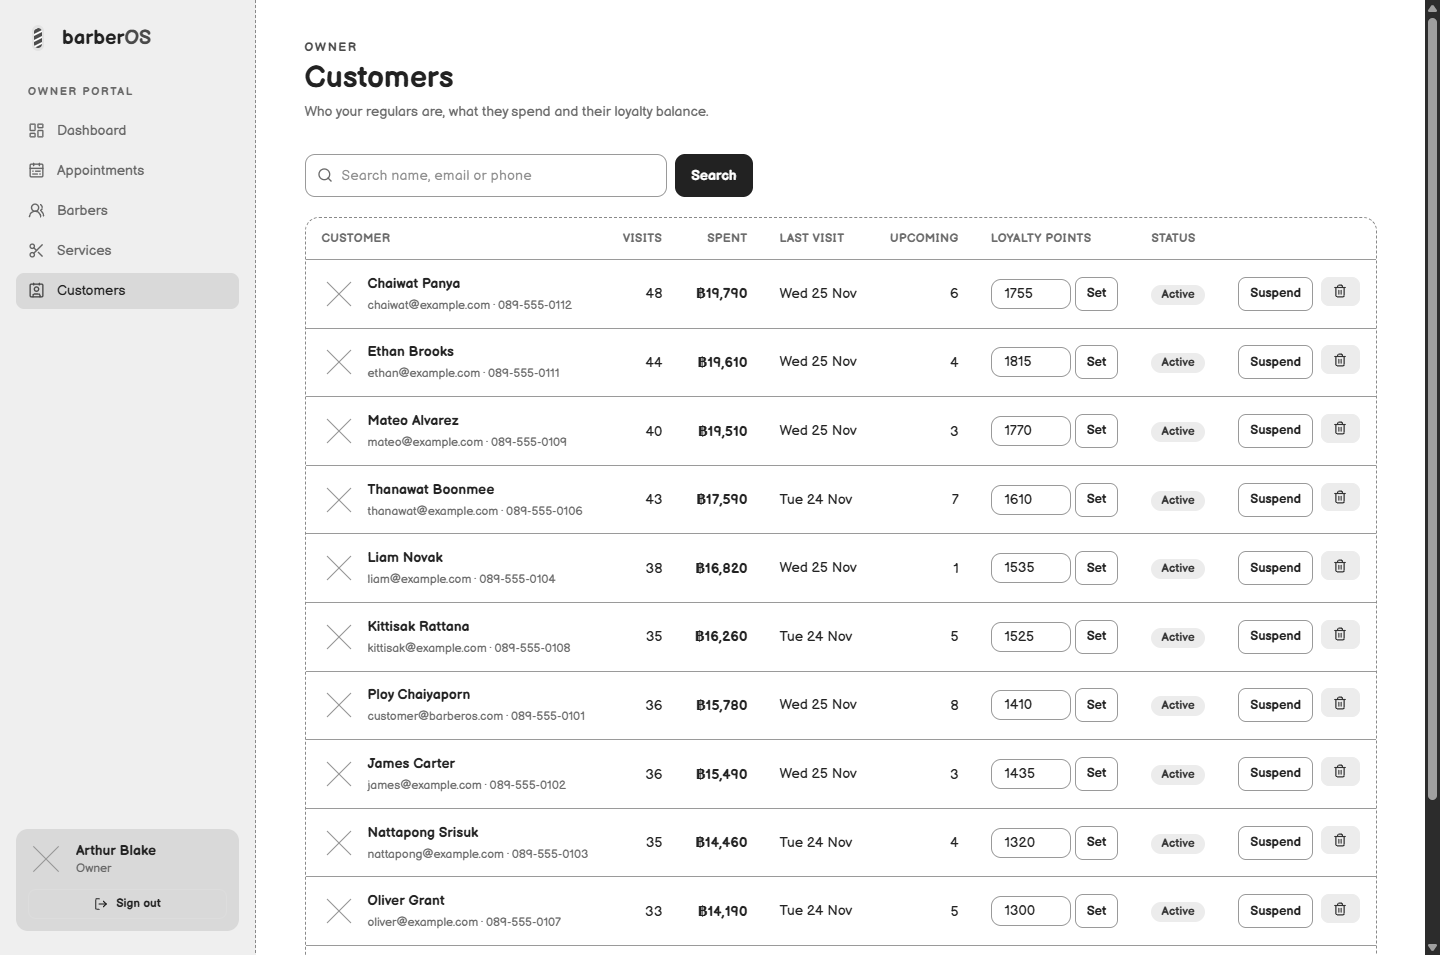 barberOS
OWNER PORTAL
Dashboard
Appointments
Barbers
Services
Customers
Arthur Blake
Owner
Sign out
OWNER
Customers
Who your regulars are, what they spend and their loyalty balance.
Search name, email or phone
Search
CUSTOMER VISITS SPENT LAST VISIT UPCOMING LOYALTY POINTS STATUS
Chaiwat Panya
chaiwat@example.com · 089-555-0112
48 ฿19,790 Wed 25 Nov 6 1755 Set Active Suspend
Ethan Brooks
ethan@example.com · 089-555-0111
44 ฿19,610 Wed 25 Nov 4 1815 Set Active Suspend
Mateo Alvarez
mateo@example.com · 089-555-0109
40 ฿19,510 Wed 25 Nov 3 1770 Set Active Suspend
Thanawat Boonmee
thanawat@example.com · 089-555-0106
43 ฿17,590 Tue 24 Nov 7 1610 Set Active Suspend
Liam Novak
liam@example.com · 089-555-0104
38 ฿16,820 Wed 25 Nov 1 1535 Set Active Suspend
Kittisak Rattana
kittisak@example.com · 089-555-0108
35 ฿16,260 Tue 24 Nov 5 1525 Set Active Suspend
Ploy Chaiyaporn
customer@barberos.com · 089-555-0101
36 ฿15,780 Wed 25 Nov 8 1410 Set Active Suspend
James Carter
james@example.com · 089-555-0102
36 ฿15,490 Wed 25 Nov 3 1435 Set Active Suspend
Nattapong Srisuk
nattapong@example.com · 089-555-0103
35 ฿14,460 Tue 24 Nov 4 1320 Set Active Suspend
Oliver Grant
oliver@example.com · 089-555-0107
33 ฿14,190 Tue 24 Nov 5 1300 Set Active Suspend